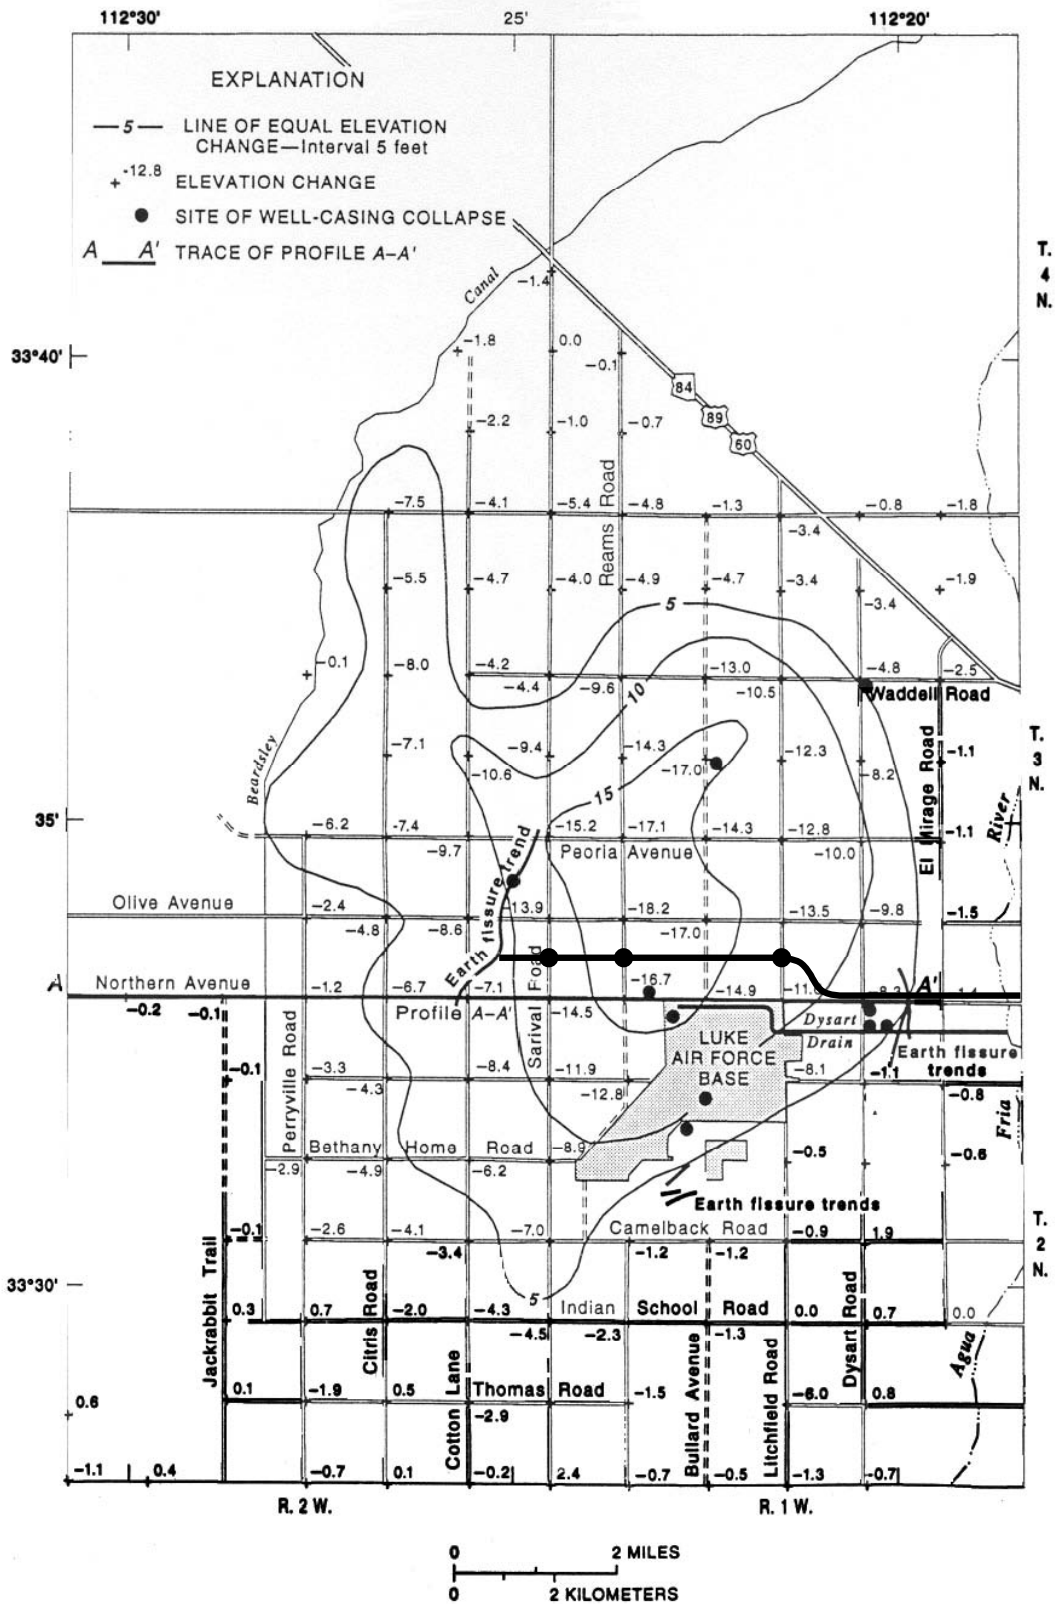 112°30' 25' 112°20'
EXPLANATION
5 LINE OF EQUAL ELEVATION
CHANGE—Interval 5 feet
-12.8 ELEVATION CHANGE
SITE OF WELL-CASING COLLAPSE
A A' TRACE OF PROFILE A–A'
T.
4
N.
Canal
-1.4
33°40'
-1.8 0.0
-0.1
84
89
60
-2.2 -1.0 -0.7
Reams Road
-7.5 -4.1 -5.4 -4.8 -1.3 -0.8 -1.8
-3.4
-5.5 -4.7 -4.0 -4.9 -4.7 -3.4 -1.9
-3.4
5
-0.1 -8.0 -4.2 -13.0 -4.8 -2.5
-4.4 -9.6 10 -10.5
Waddell Road
T.
3
N.
Beardsley
-7.1 -9.4 -14.3 -12.3 -1.1
-10.6 -17.0 -8.2
El Mirage Road
15
35'
River
-6.2 -7.4 -15.2 -17.1 -14.3 -12.8 -1.1
-9.7 Peoria Avenue -10.0
Earth fissure trend
Olive Avenue
-2.4 13.9 -18.2 -13.5 -9.8 -1.5
-4.8 -8.6 -17.0
Sarival Road
A Northern Avenue
-1.2 -6.7 -7.1 -16.7 -14.9 A'
-0.2 -0.1 Profile A–A' -14.5
Dysart
Drain
LUKE
AIR FORCE
BASE
Earth fissure
trends
Perryville Road
-0.1 -3.3 -8.4 -11.9 -8.1 -1.1
-4.3 -12.8 -0.8
Fria
Bethany Home Road -8.9 -0.5 -0.6
-2.9 -4.9 -6.2
Earth fissure trends
-0.1 -2.6 -4.1 -7.0 Camelback Road -0.9 1.9
-3.4 -1.2 -1.2
T.
2
N.
33°30'
Jackrabbit Trail
Citris Road
5
Dysart Road
0.3 0.7 -2.0 -4.3 Indian School Road 0.0 0.7 0.0
-4.5 -2.3 -1.3
Agua
Cotton Lane
Bullard Avenue
Litchfield Road
0.1 -1.9 0.5 Thomas Road -1.5 -6.0 0.8
0.6
-2.9
-1.1 0.4 -0.7 0.1 -0.2 2.4 -0.7 -0.5 -1.3 -0.7
R. 2 W. R. 1 W.
0 2 MILES
0 2 KILOMETERS